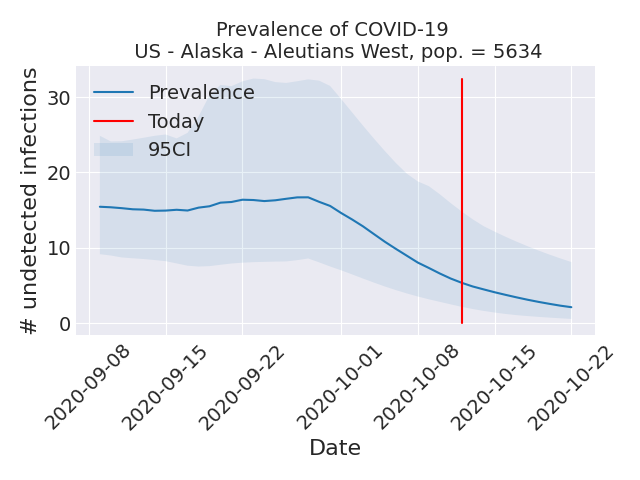 Prevalence of COVID-19
US - Alaska - Aleutians West, pop. = 5634
# undetected infections
30
20
10
0
Prevalence
Today
95CI
2020-09-08
2020-09-15
2020-09-22
2020-10-01
2020-10-08
2020-10-15
2020-10-22
Date